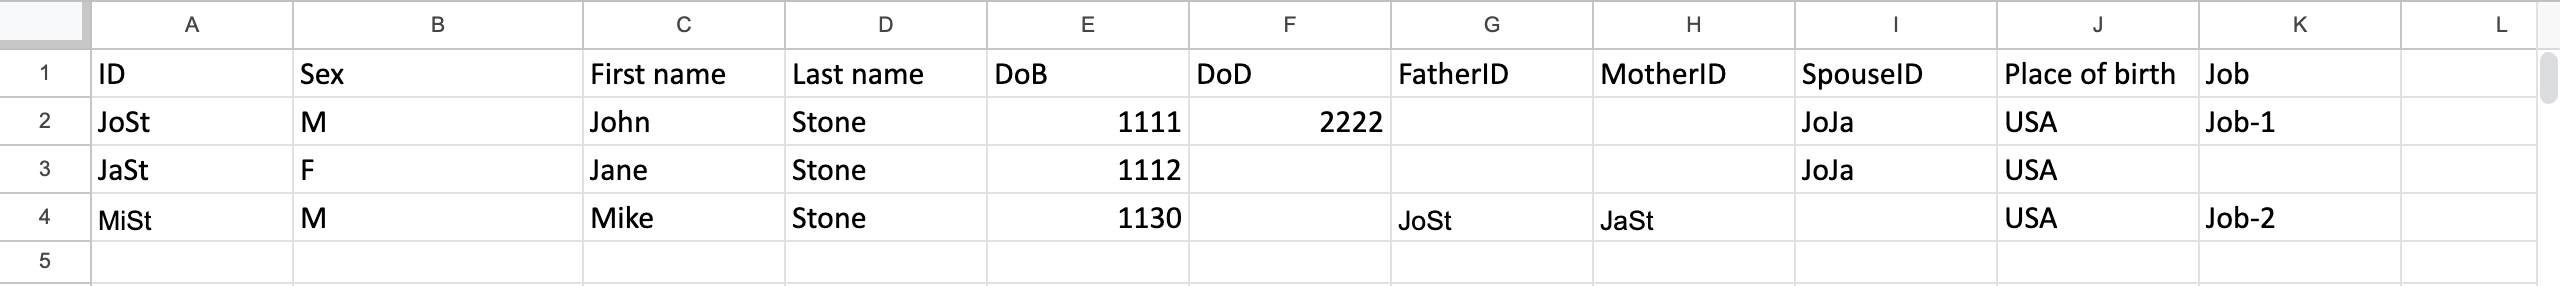 A B C D E F G H I J K L
1 ID Sex First name Last name DoB DoD FatherID MotherID SpouseID Place of birth Job
2 JoSt M John Stone 1111 2222 JoJa USA Job-1
3 JaSt F Jane Stone 1112 JoJa USA
4 MiSt M Mike Stone 1130 JoSt JaSt USA Job-2
5